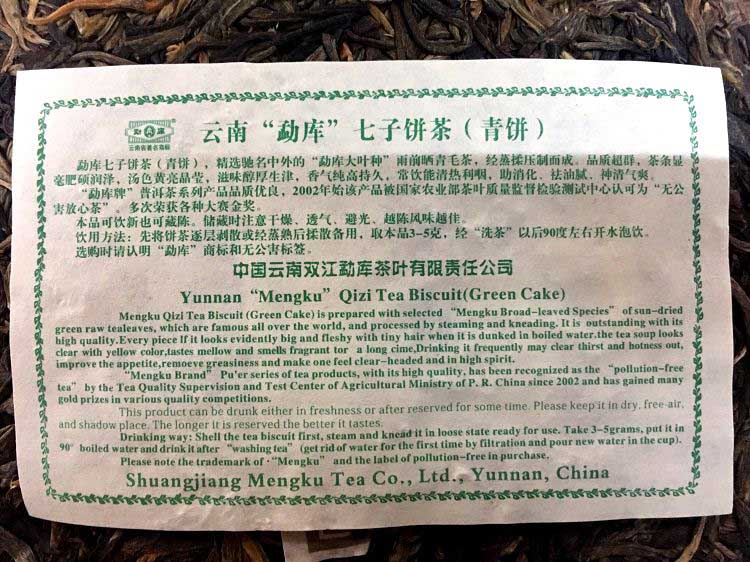 勐库
云南省著名商标
云南“勐库”七子饼茶（青饼）
勐库七子饼茶（青饼），精选驰名中外的“勐库大叶种”雨前晒青毛茶，经蒸揉压制而成。品质超群，茶条显
毫肥硕润泽，汤色黄亮晶莹，滋味醇厚生津，香气纯高持久，常饮能清热利咽，助消化、祛油腻、神清气爽。
“勐库牌”普洱茶系列产品品质优良，2002年始该产品被国家农业部茶叶质量监督检验测试中心认可为“无公
害放心茶”。多次荣获各种大赛金奖。
本品可饮新也可藏陈。储藏时注意干燥、透气、避光、越陈风味越佳。
饮用方法：先将饼茶逐层剥散或经蒸熟后揉散备用，取本品3-5克，经“洗茶”以后90度左右开水泡饮。
选购时请认明“勐库”商标和无公害标签。
中国云南双江勐库茶叶有限责任公司
Yunnan “Mengku” Qizi Tea Biscuit(Green Cake)
Mengku Qizi Tea Biscuit (Green Cake) is prepared with selected “Mengku Broad-leaved Species” of sun-dried
green raw tealeaves, which are famous all over the world, and processed by steaming and kneading. It is outstanding with its
high quality.Every piece If it looks evidently big and fleshy with tiny hair when it is dunked in boiled water.the tea soup looks
clear with yellow color,tastes mellow and smells fragrant tor a long cime,Drinking it frequently may clear thirst and hotness out,
improve the appetite,remove greasiness and make one feel clear-headed and in high spirit.
“Mengku Brand” Pu'er series of tea products, with its high quality, has been recognized as the “pollution-free
tea” by the Tea Quality Supervision and Test Center of Agricultural Ministry of P. R. China since 2002 and has gained many
gold prizes in various quality competitions.
This product can be drunk either in freshness or after reserved for some time. Please keep it in dry, free-air,
and shadow place. The longer it is reserved the better it tastes.
Drinking way: Shell the tea biscuit first, steam and knead it in loose state ready for use. Take 3-5grams, put it in
90° boiled water and drink it after “washing tea” (get rid of water for the first time by filtration and pour new water in the cup).
Please note the trademark of “Mengku” and the label of pollution-free in purchase.
Shuangjiang Mengku Tea Co., Ltd., Yunnan, China